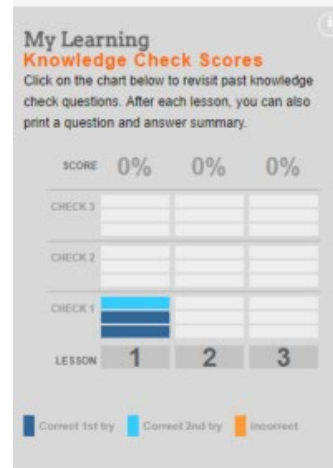 My Learning
Knowledge Check Scores
Click on the chart below to revisit past knowledge
check questions. After each lesson, you can also
print a question and answer summary.
SCORE 0% 0% 0%
CHECK 3
CHECK 2
CHECK 1
LESSON 1 2 3
Correct 1st try Correct 2nd try Incorrect